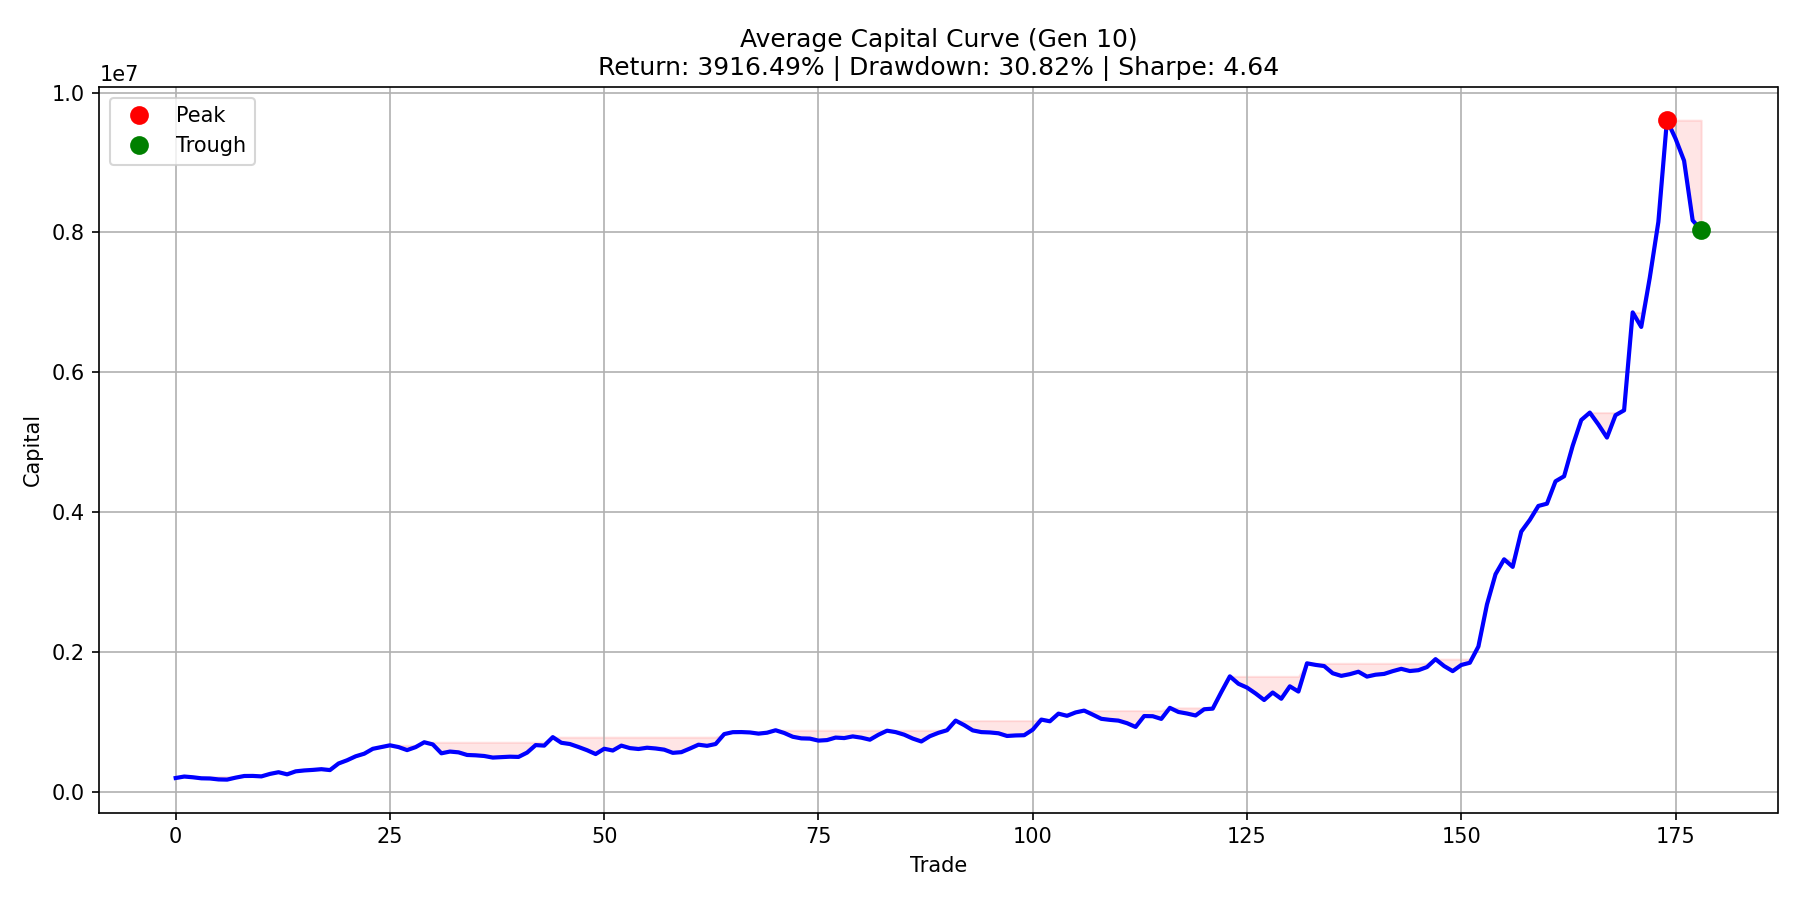 Average Capital Curve (Gen 10)
Return: 3916.49% | Drawdown: 30.82% | Sharpe: 4.64
1e7
Peak
Trough
1.0
0.8
0.6
0.4
0.2
0.0
Capital
0 25 50 75 100 125 150 175
Trade